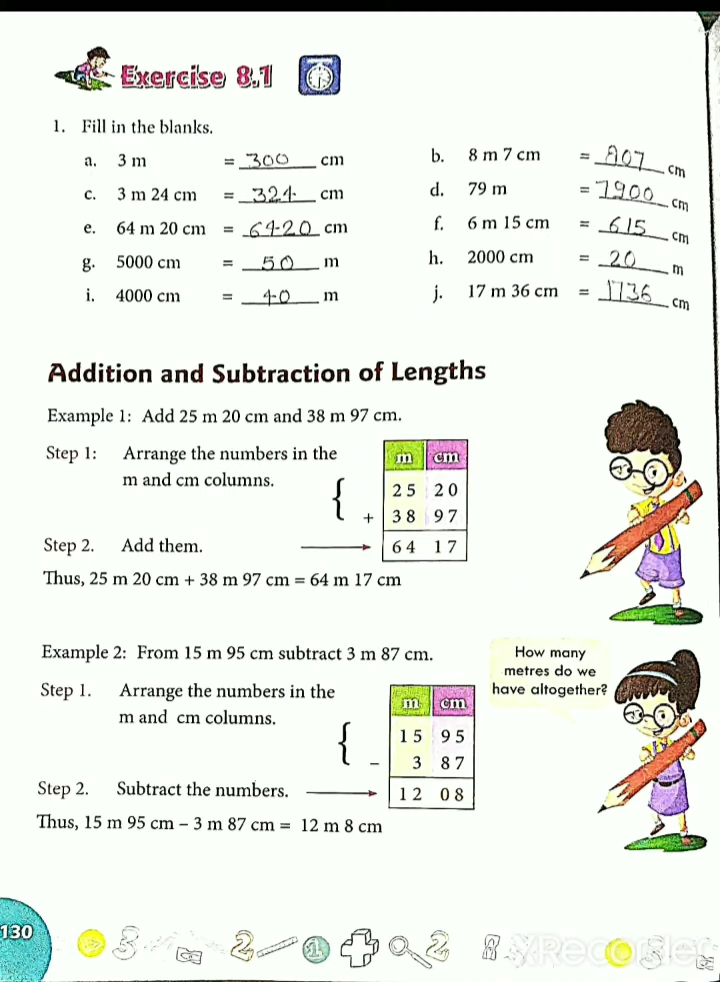 Exercise 8.1
1. Fill in the blanks.
a. 3 m = 300 cm b. 8 m 7 cm = 807 cm
c. 3 m 24 cm = 324 cm d. 79 m = 7900 cm
e. 64 m 20 cm = 6420 cm f. 6 m 15 cm = 615 cm
g. 5000 cm = 50 m h. 2000 cm = 20 m
i. 4000 cm = 40 m j. 17 m 36 cm = 1736 cm
Addition and Subtraction of Lengths
Example 1: Add 25 m 20 cm and 38 m 97 cm.
Step 1: Arrange the numbers in the
m and cm columns.
m cm
25 20
+ 38 97
Step 2. Add them. 64 17
Thus, 25 m 20 cm + 38 m 97 cm = 64 m 17 cm
Example 2: From 15 m 95 cm subtract 3 m 87 cm.
How many
metres do we
have altogether?
Step 1. Arrange the numbers in the
m and cm columns.
m cm
15 95
– 3 87
Step 2. Subtract the numbers. 12 08
Thus, 15 m 95 cm – 3 m 87 cm = 12 m 8 cm
130
3 2 1 2 8
XRecorder